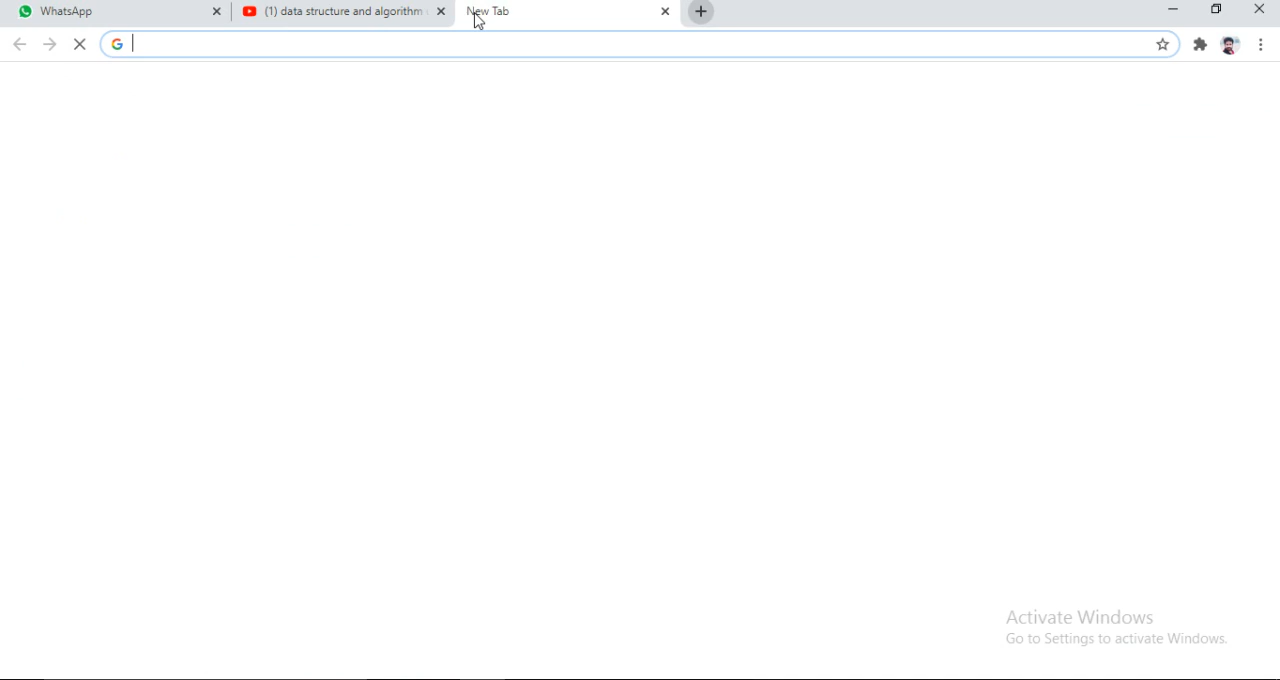 WhatsApp
(1) data structure and algorithm
New Tab
Activate Windows
Go to Settings to activate Windows.